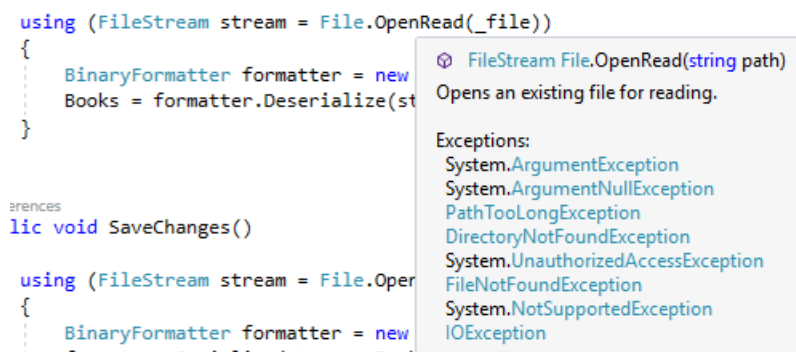 using (FileStream stream = File.OpenRead(_file))
{
BinaryFormatter formatter = new
Books = formatter.Deserialize(st
}
erences
lic void SaveChanges()
using (FileStream stream = File.Oper
{
BinaryFormatter formatter = new
FileStream File.OpenRead(string path)
Opens an existing file for reading.
Exceptions:
System.ArgumentException
System.ArgumentNullException
PathTooLongException
DirectoryNotFoundException
System.UnauthorizedAccessException
FileNotFoundException
System.NotSupportedException
IOException